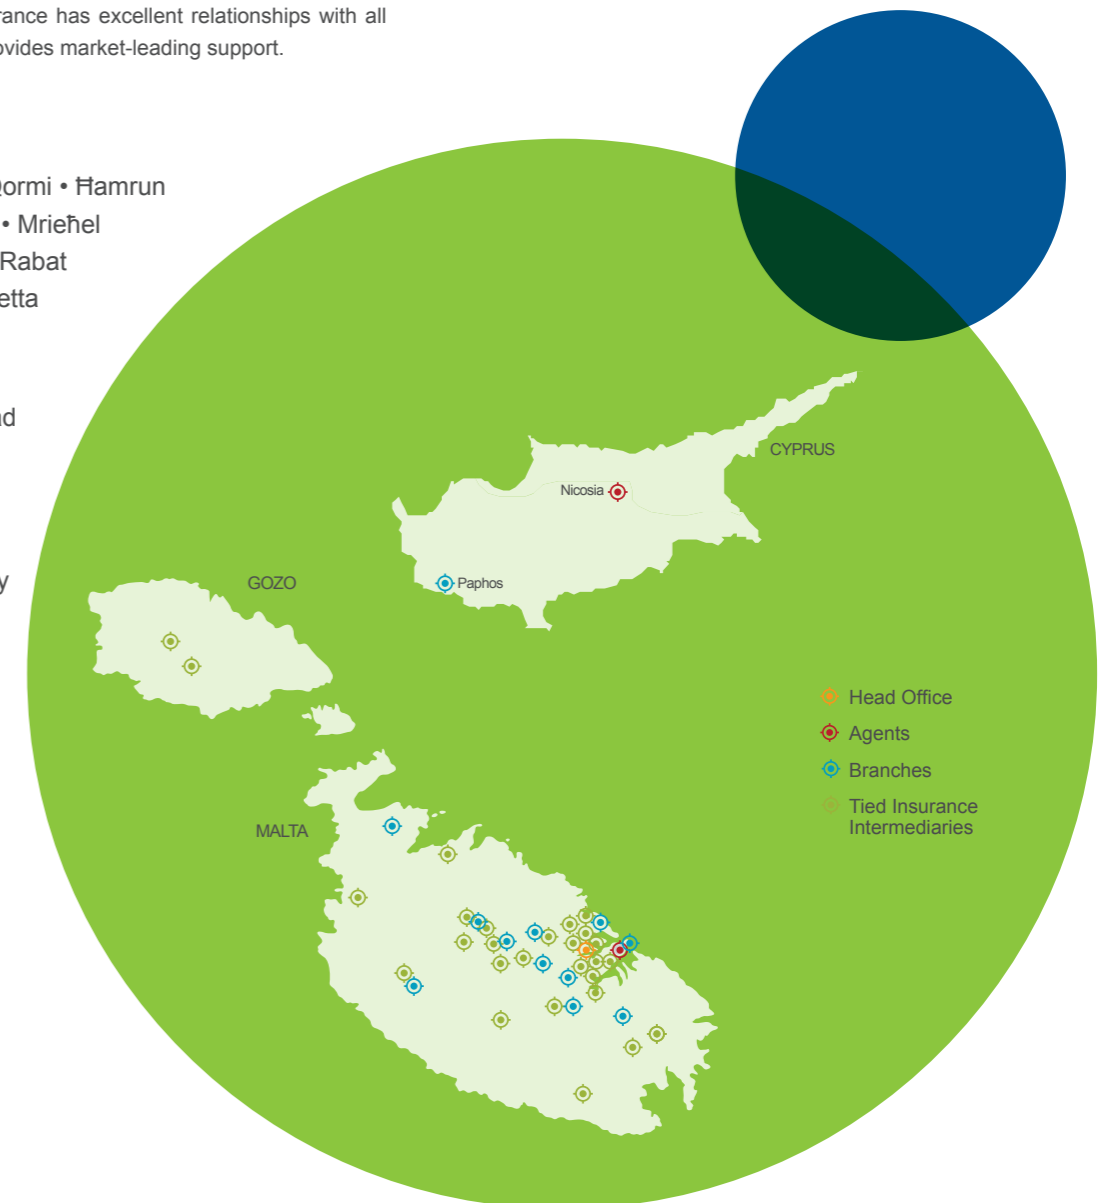 rance has excellent relationships with all
ovides market-leading support.
Qormi • Ħamrun
• Mrieħel
Rabat
etta
y
CYPRUS
Nicosia
Paphos
GOZO
MALTA
Head Office
Agents
Branches
Tied Insurance
Intermediaries